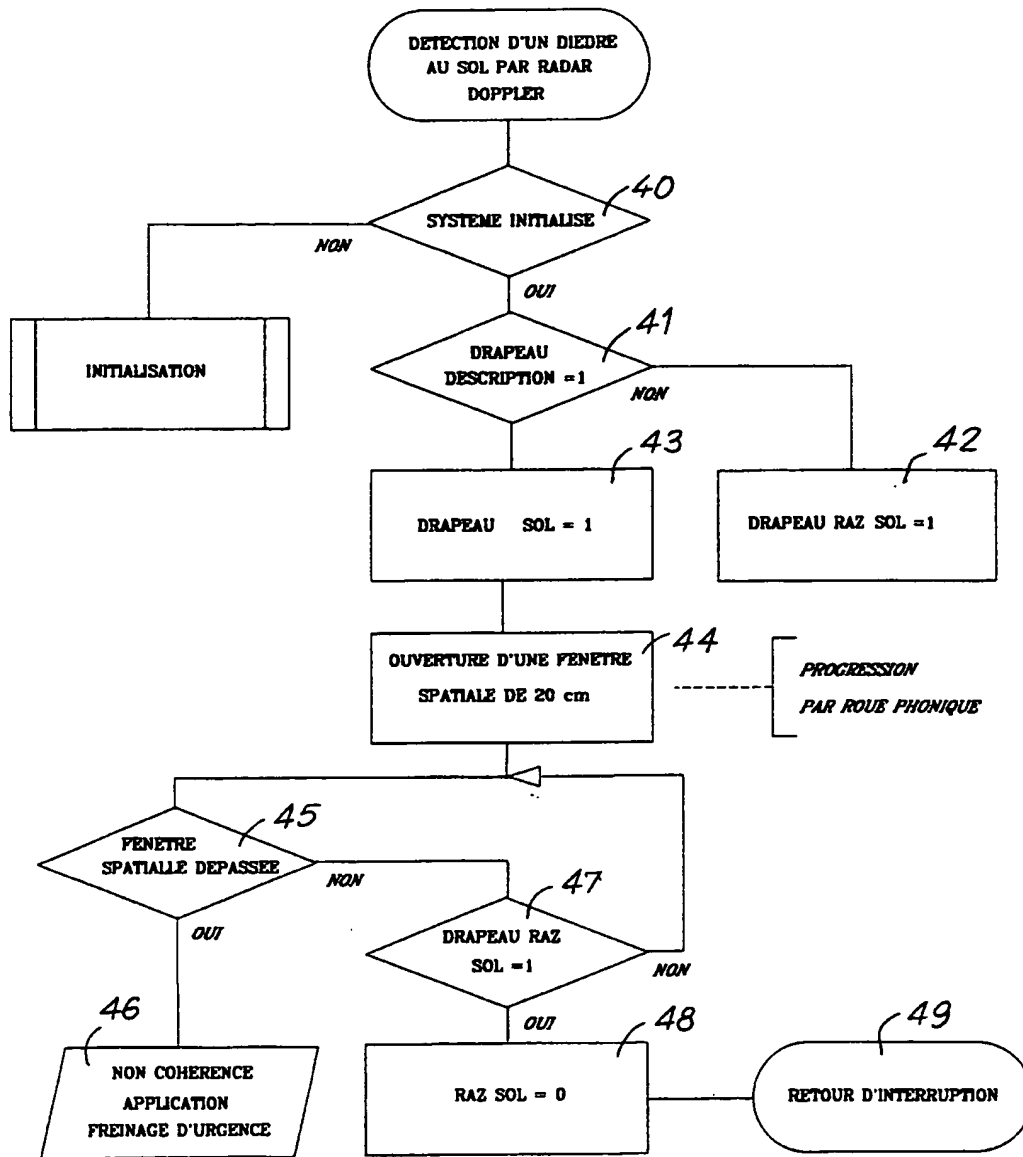 DETECTION D'UN DIEDRE
AU SOL PAR RADAR
DOPPLER
40
SYSTEME INITIALISE
NON
OUI
INITIALISATION
41
DRAPEAU
DESCRIPTION =1
NON
43
DRAPEAU SOL = 1
42
DRAPEAU RAZ SOL =1
44
OUVERTURE D'UNE FENETRE
SPATIALE DE 20 cm
PROGRESSION
PAR ROUE PHONIQUE
45
FENETRE
SPATIALLE DEPASSEE
NON
OUI
47
DRAPEAU RAZ
SOL =1
NON
OUI
46
NON COHERENCE
APPLICATION
FREINAGE D'URGENCE
48
RAZ SOL = 0
49
RETOUR D'INTERRUPTION